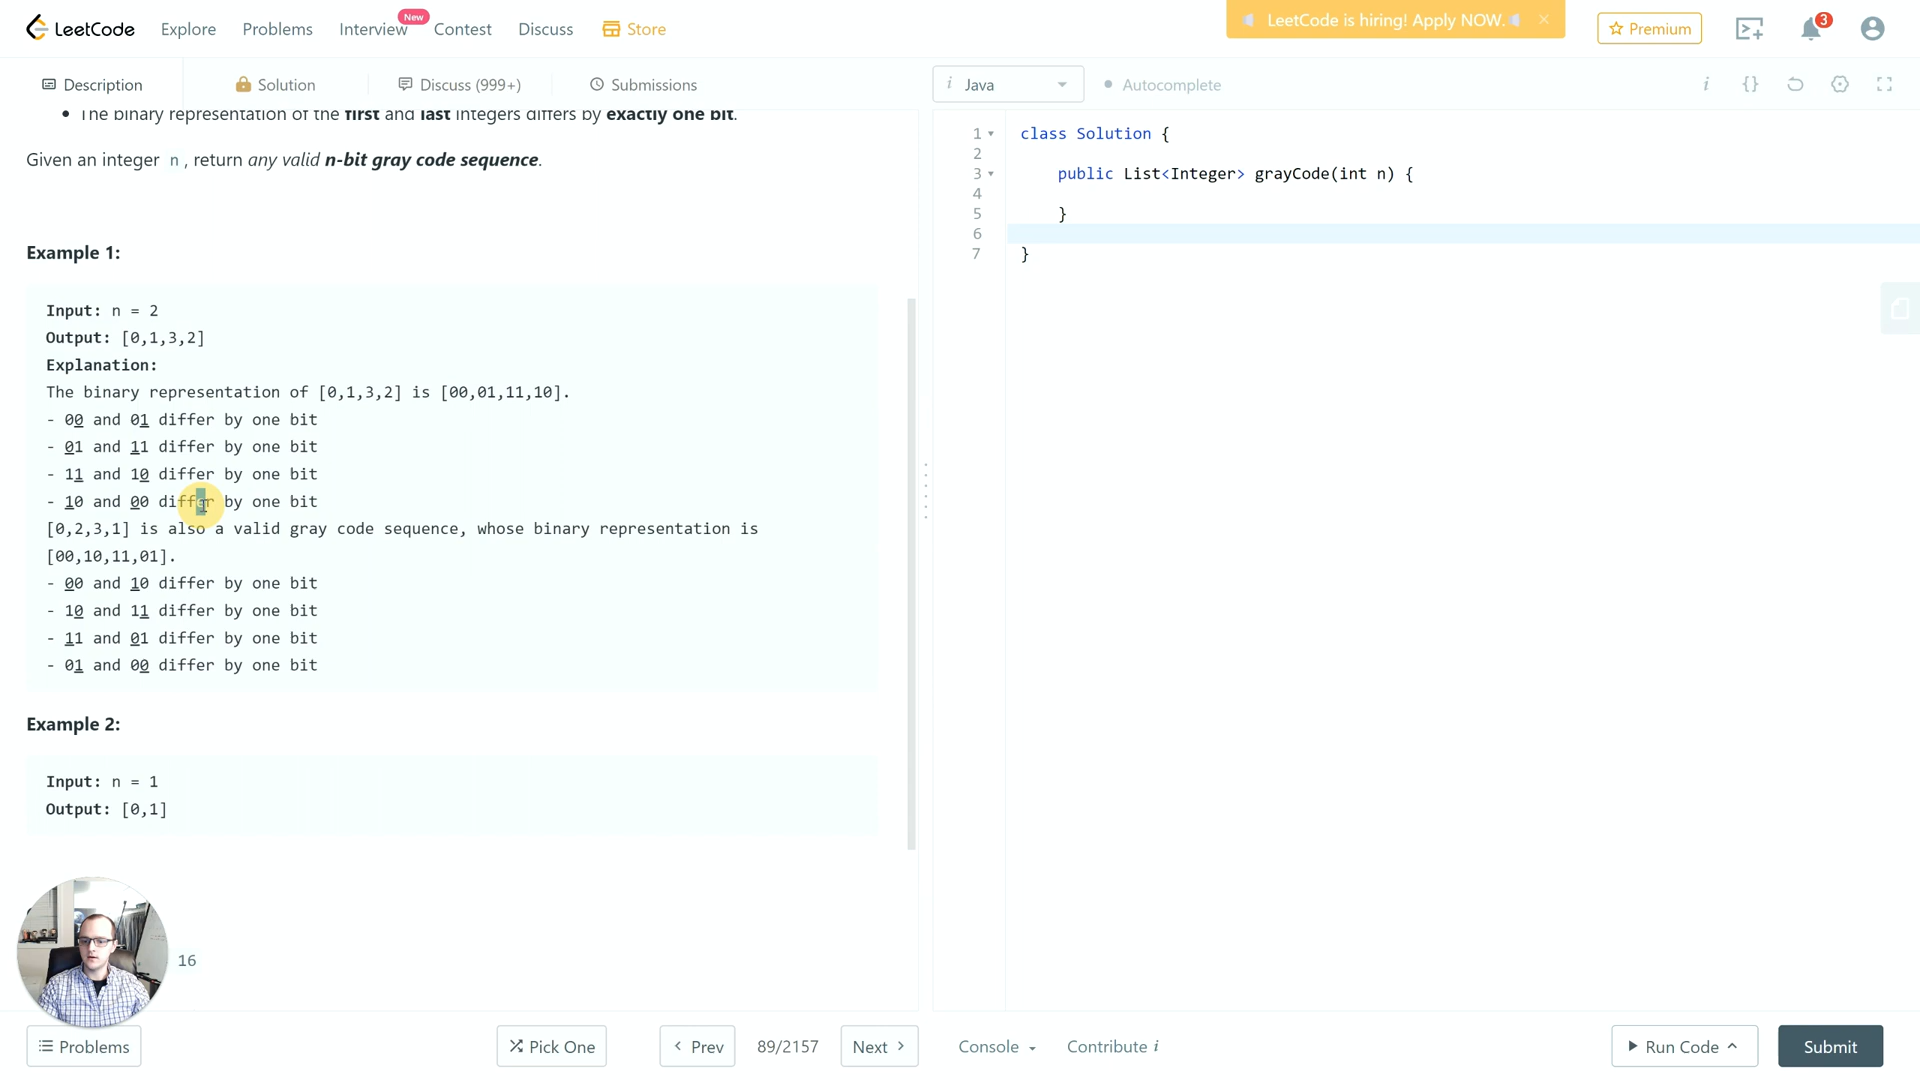 LeetCode Explore Problems Interview New Contest Discuss Store LeetCode is hiring! Apply NOW. × Premium 3
Description Solution Discuss (999+) Submissions i Java Autocomplete i {}
• The binary representation of the first and last integers differs by exactly one bit.
Given an integer n, return any valid n-bit gray code sequence.
Example 1:
Input: n = 2
Output: [0,1,3,2]
Explanation:
The binary representation of [0,1,3,2] is [00,01,11,10].
- 00 and 01 differ by one bit
- 01 and 11 differ by one bit
- 11 and 10 differ by one bit
- 10 and 00 differ by one bit
[0,2,3,1] is also a valid gray code sequence, whose binary representation is
[00,10,11,01].
- 00 and 10 differ by one bit
- 10 and 11 differ by one bit
- 11 and 01 differ by one bit
- 01 and 00 differ by one bit
Example 2:
Input: n = 1
Output: [0,1]
16
1 class Solution {
2
3 public List<Integer> grayCode(int n) {
4
5 }
6
7 }
Problems Pick One < Prev 89/2157 Next > Console Contribute i Run Code Submit